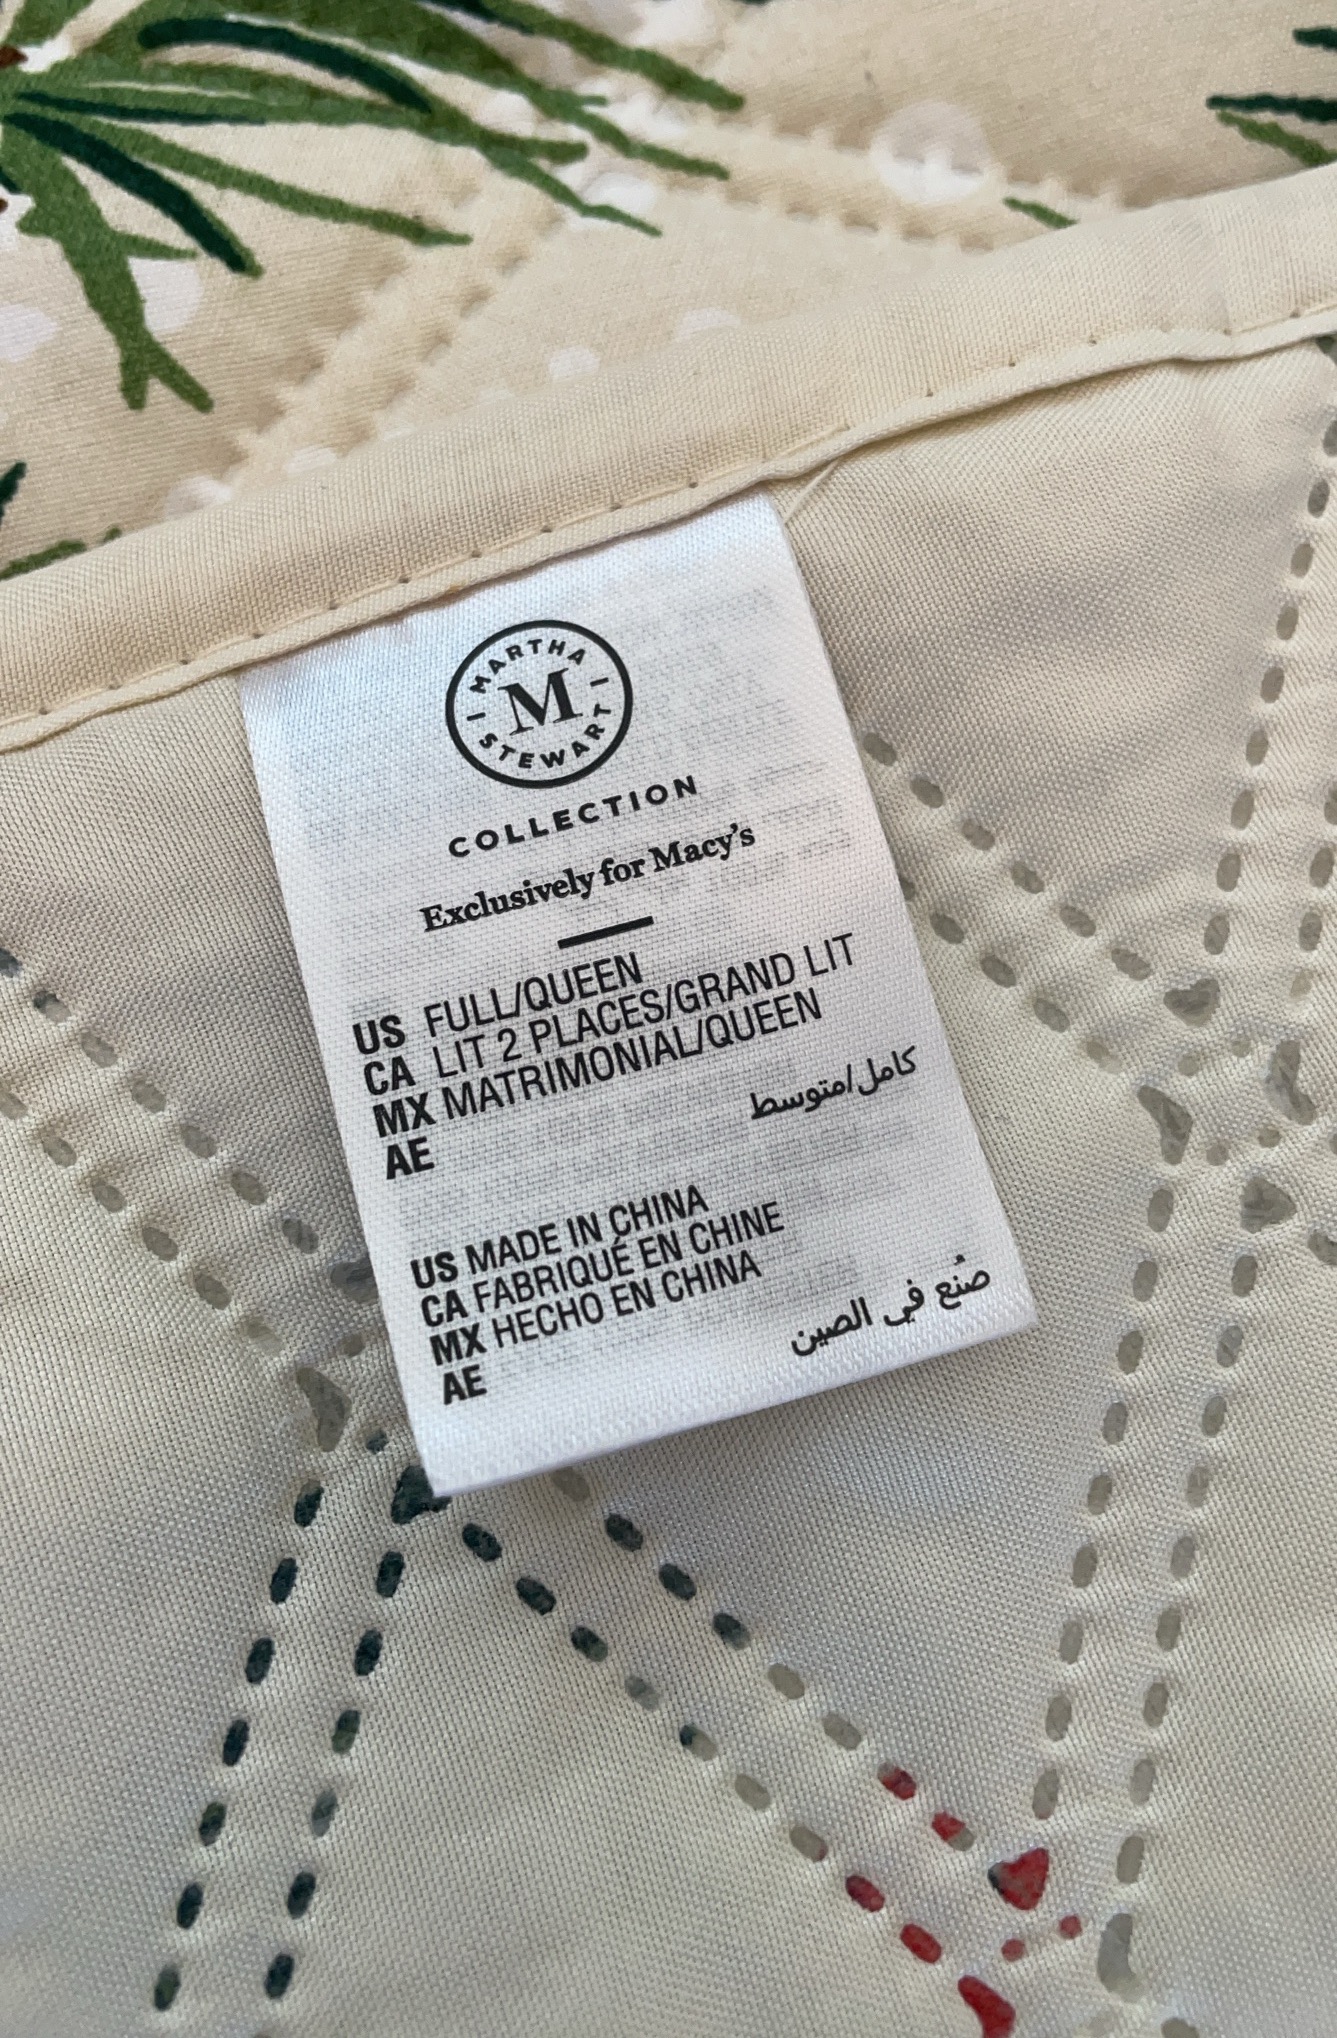 MARTHA
M
STEWART
COLLECTION
Exclusively for Macy's
US FULL/QUEEN
CA LIT 2 PLACES/GRAND LIT
MX MATRIMONIAL/QUEEN
AE كامل/متوسط
US MADE IN CHINA
CA FABRIQUÉ EN CHINE
MX HECHO EN CHINA
AE صُنع في الصين